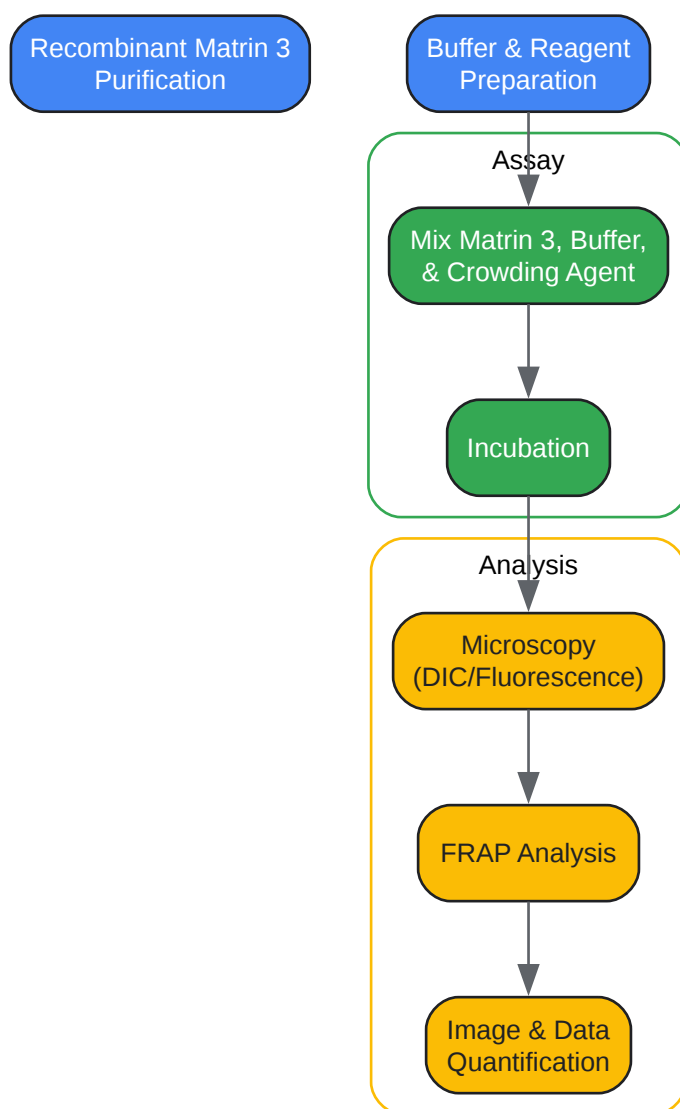 Recombinant Matrin 3
Purification
Buffer & Reagent
Preparation
Assay
Mix Matrin 3, Buffer,
& Crowding Agent
Incubation
Analysis
Microscopy
(DIC/Fluorescence)
FRAP Analysis
Image & Data
Quantification